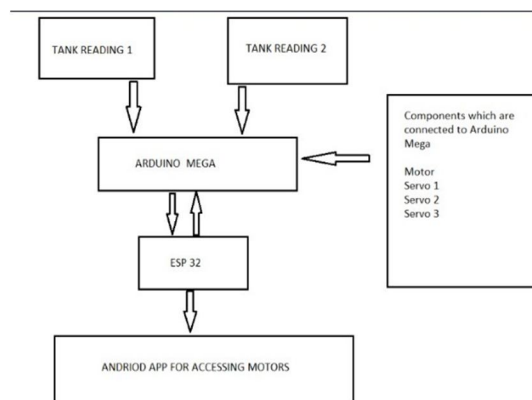 TANK READING 1
TANK READING 2
Components which are
connected to Arduino
Mega
Motor
Servo 1
Servo 2
Servo 3
ARDUINO MEGA
ESP 32
ANDRIOD APP FOR ACCESSING MOTORS